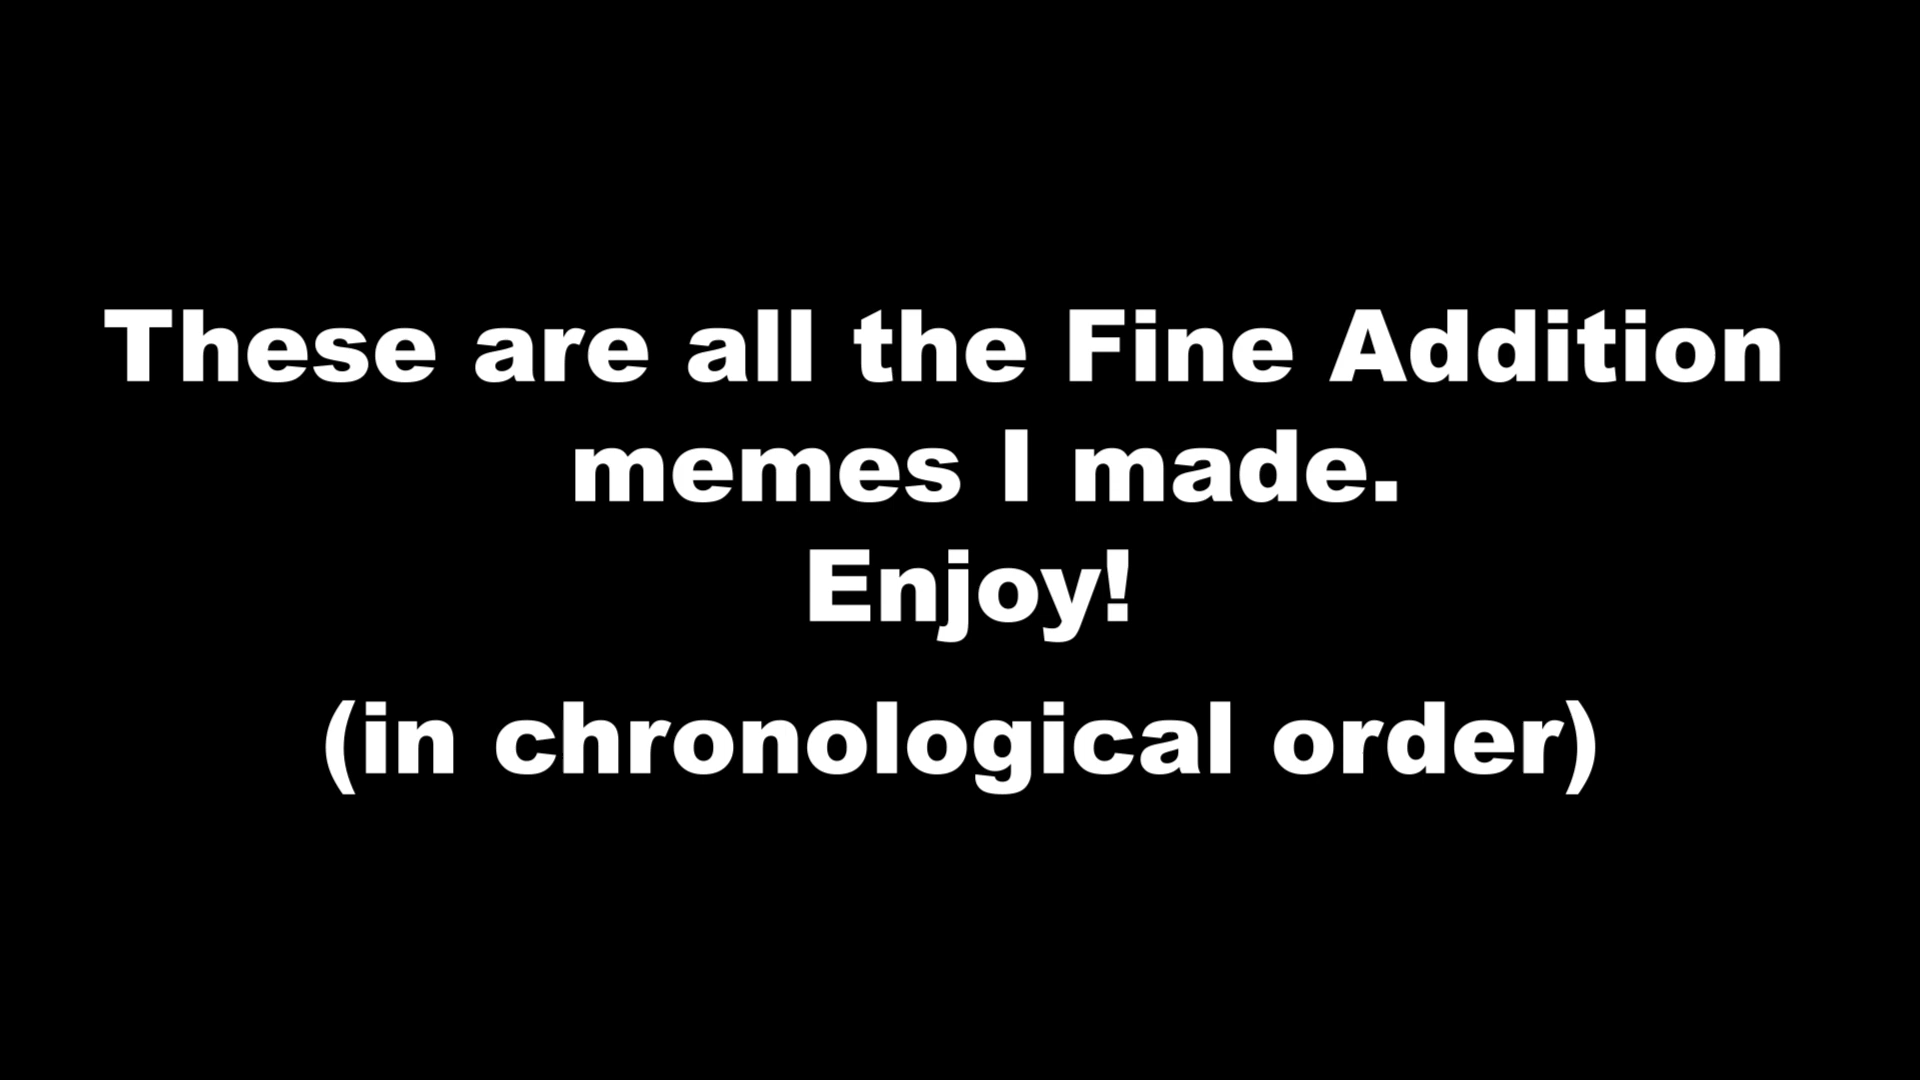 These are all the Fine Addition
memes I made.
Enjoy!
(in chronological order)